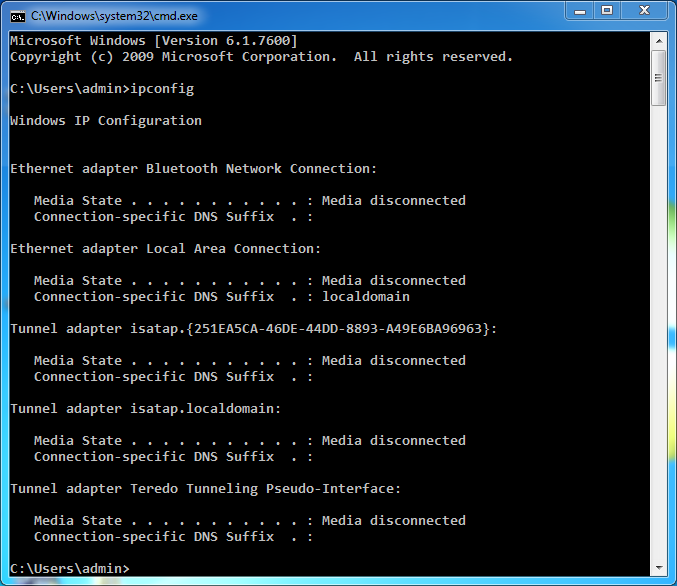 C:\Windows\system32\cmd.exe
Microsoft Windows [Version 6.1.7600]
Copyright (c) 2009 Microsoft Corporation.  All rights reserved.
C:\Users\admin>ipconfig
Windows IP Configuration
Ethernet adapter Bluetooth Network Connection:
   Media State . . . . . . . . . . . : Media disconnected
   Connection-specific DNS Suffix  . :
Ethernet adapter Local Area Connection:
   Media State . . . . . . . . . . . : Media disconnected
   Connection-specific DNS Suffix  . : localdomain
Tunnel adapter isatap.{251EA5CA-46DE-44DD-8893-A49E6BA96963}:
   Media State . . . . . . . . . . . : Media disconnected
   Connection-specific DNS Suffix  . :
Tunnel adapter isatap.localdomain:
   Media State . . . . . . . . . . . : Media disconnected
   Connection-specific DNS Suffix  . :
Tunnel adapter Teredo Tunneling Pseudo-Interface:
   Media State . . . . . . . . . . . : Media disconnected
   Connection-specific DNS Suffix  . :
C:\Users\admin>